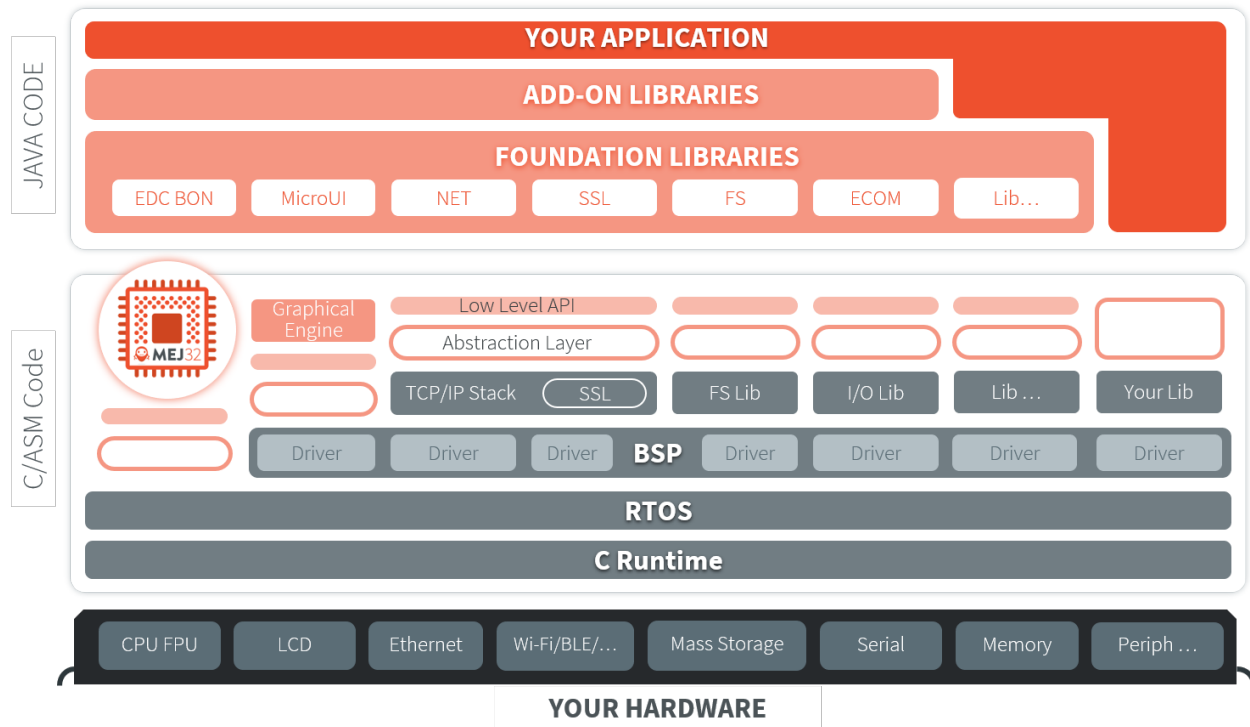 JAVA CODE
YOUR APPLICATION
ADD-ON LIBRARIES
FOUNDATION LIBRARIES
EDC BON
MicroUI
NET
SSL
FS
ECOM
Lib...
C/ASM Code
MEJ32
Graphical
Engine
Low Level API
Abstraction Layer
TCP/IP Stack
SSL
FS Lib
I/O Lib
Lib ...
Your Lib
Driver
Driver
Driver
BSP
Driver
Driver
Driver
Driver
RTOS
C Runtime
CPU FPU
LCD
Ethernet
Wi-Fi/BLE/...
Mass Storage
Serial
Memory
Periph ...
YOUR HARDWARE